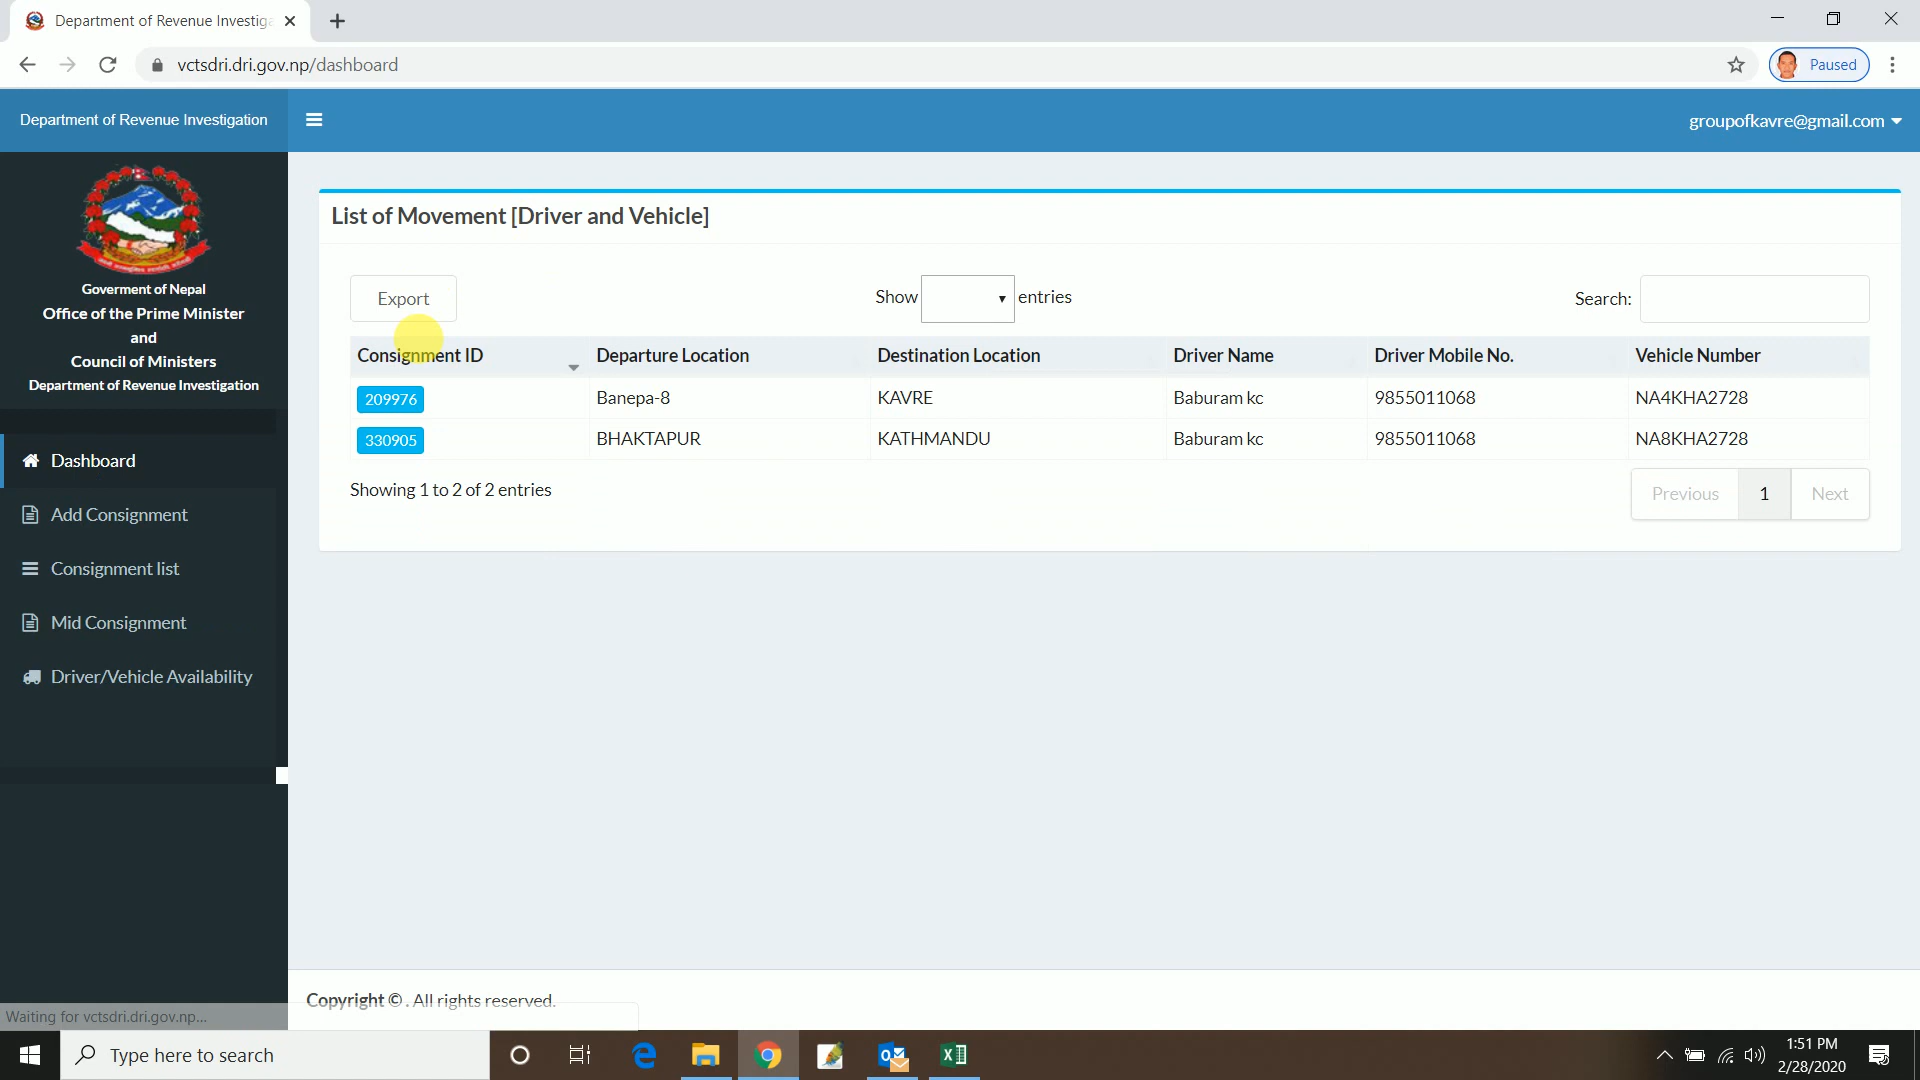 Department of Revenue Investiga
vctsdri.dri.gov.np/dashboard
Paused
Department of Revenue Investigation
groupofkavre@gmail.com
Goverment of Nepal
Office of the Prime Minister
and
Council of Ministers
Department of Revenue Investigation
Dashboard
Add Consignment
Consignment list
Mid Consignment
Driver/Vehicle Availability
List of Movement [Driver and Vehicle]
Export
Show entries
Search:
Consignment ID Departure Location Destination Location Driver Name Driver Mobile No. Vehicle Number
209976 Banepa-8 KAVRE Baburam kc 9855011068 NA4KHA2728
330905 BHAKTAPUR KATHMANDU Baburam kc 9855011068 NA8KHA2728
Showing 1 to 2 of 2 entries
Previous 1 Next
Copyright © . All rights reserved.
Waiting for vctsdri.dri.gov.np...
Type here to search
1:51 PM
2/28/2020